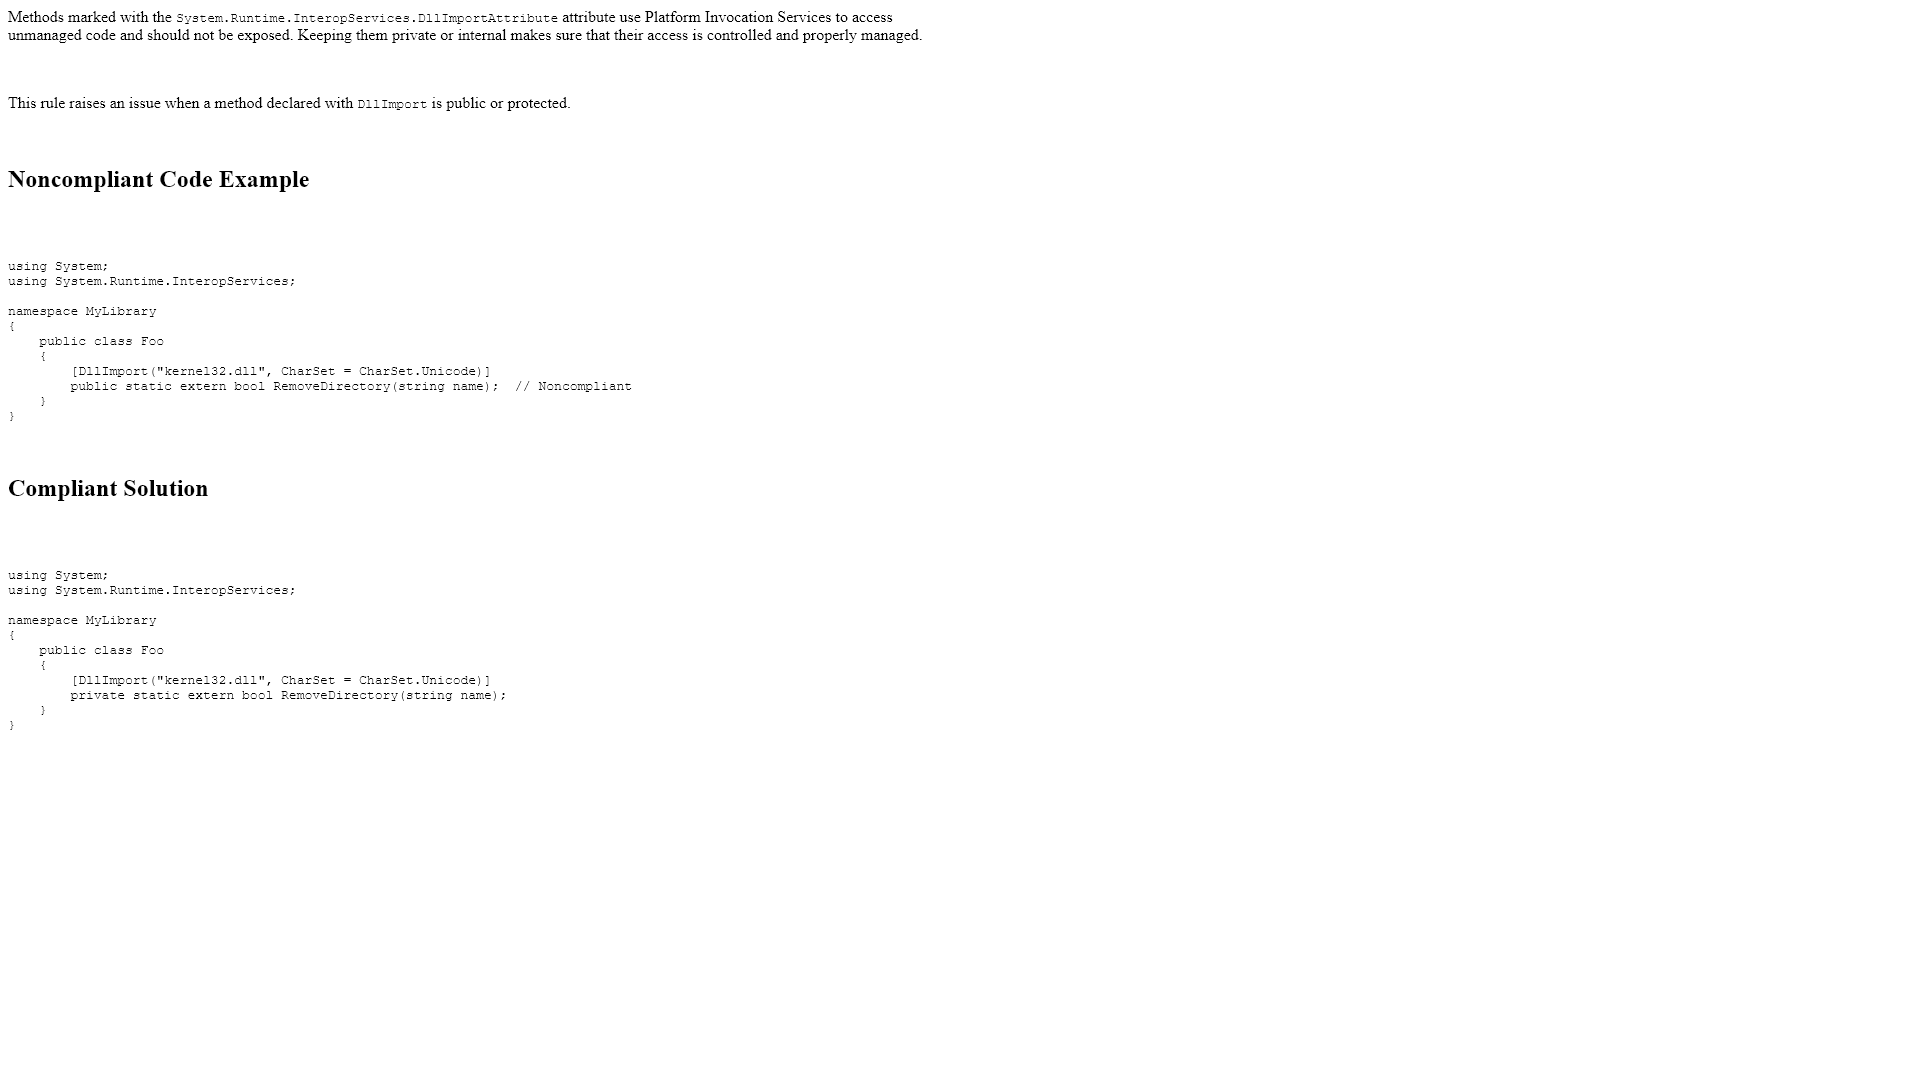 Methods marked with the System.Runtime.InteropServices.DllImportAttribute attribute use Platform Invocation Services to access
unmanaged code and should not be exposed. Keeping them private or internal makes sure that their access is controlled and properly managed.
This rule raises an issue when a method declared with DllImport is public or protected.
Noncompliant Code Example
using System;
using System.Runtime.InteropServices;
namespace MyLibrary
{
    public class Foo
    {
        [DllImport("kernel32.dll", CharSet = CharSet.Unicode)]
        public static extern bool RemoveDirectory(string name);  // Noncompliant
    }
}
Compliant Solution
using System;
using System.Runtime.InteropServices;
namespace MyLibrary
{
    public class Foo
    {
        [DllImport("kernel32.dll", CharSet = CharSet.Unicode)]
        private static extern bool RemoveDirectory(string name);
    }
}